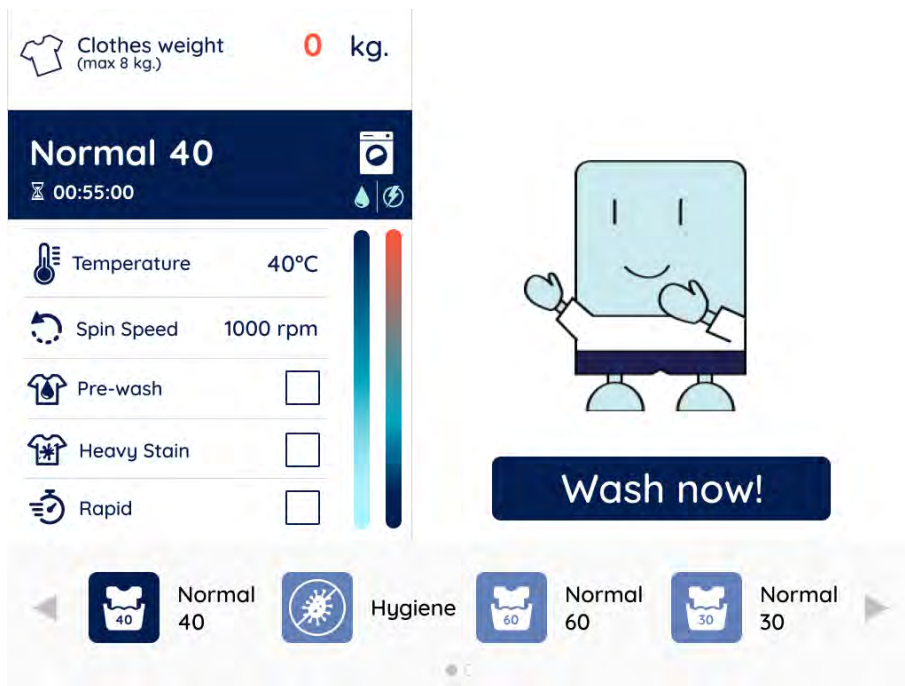 Clothes weight
(max 8 kg.)
0 kg.
Normal 40
00:55:00
Temperature 40°C
Spin Speed 1000 rpm
Pre-wash
Heavy Stain
Rapid
Wash now!
40
Normal
40
Hygiene
60
Normal
60
30
Normal
30